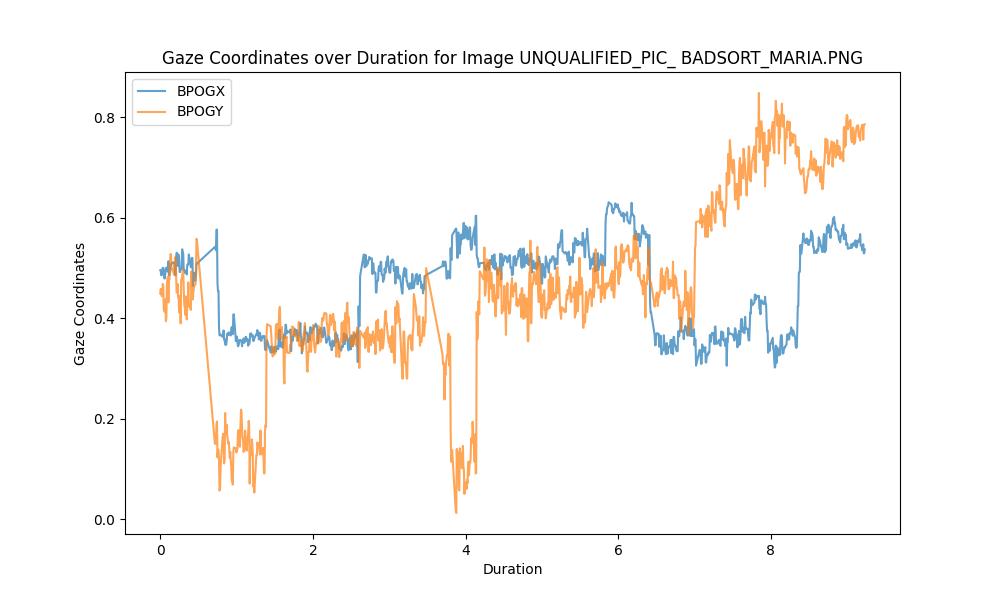 Gaze Coordinates over Duration for Image UNQUALIFIED_PIC_ BADSORT_MARIA.PNG
BPOGX
BPOGY
Gaze Coordinates
0.8
0.6
0.4
0.2
0.0
0 2 4 6 8
Duration